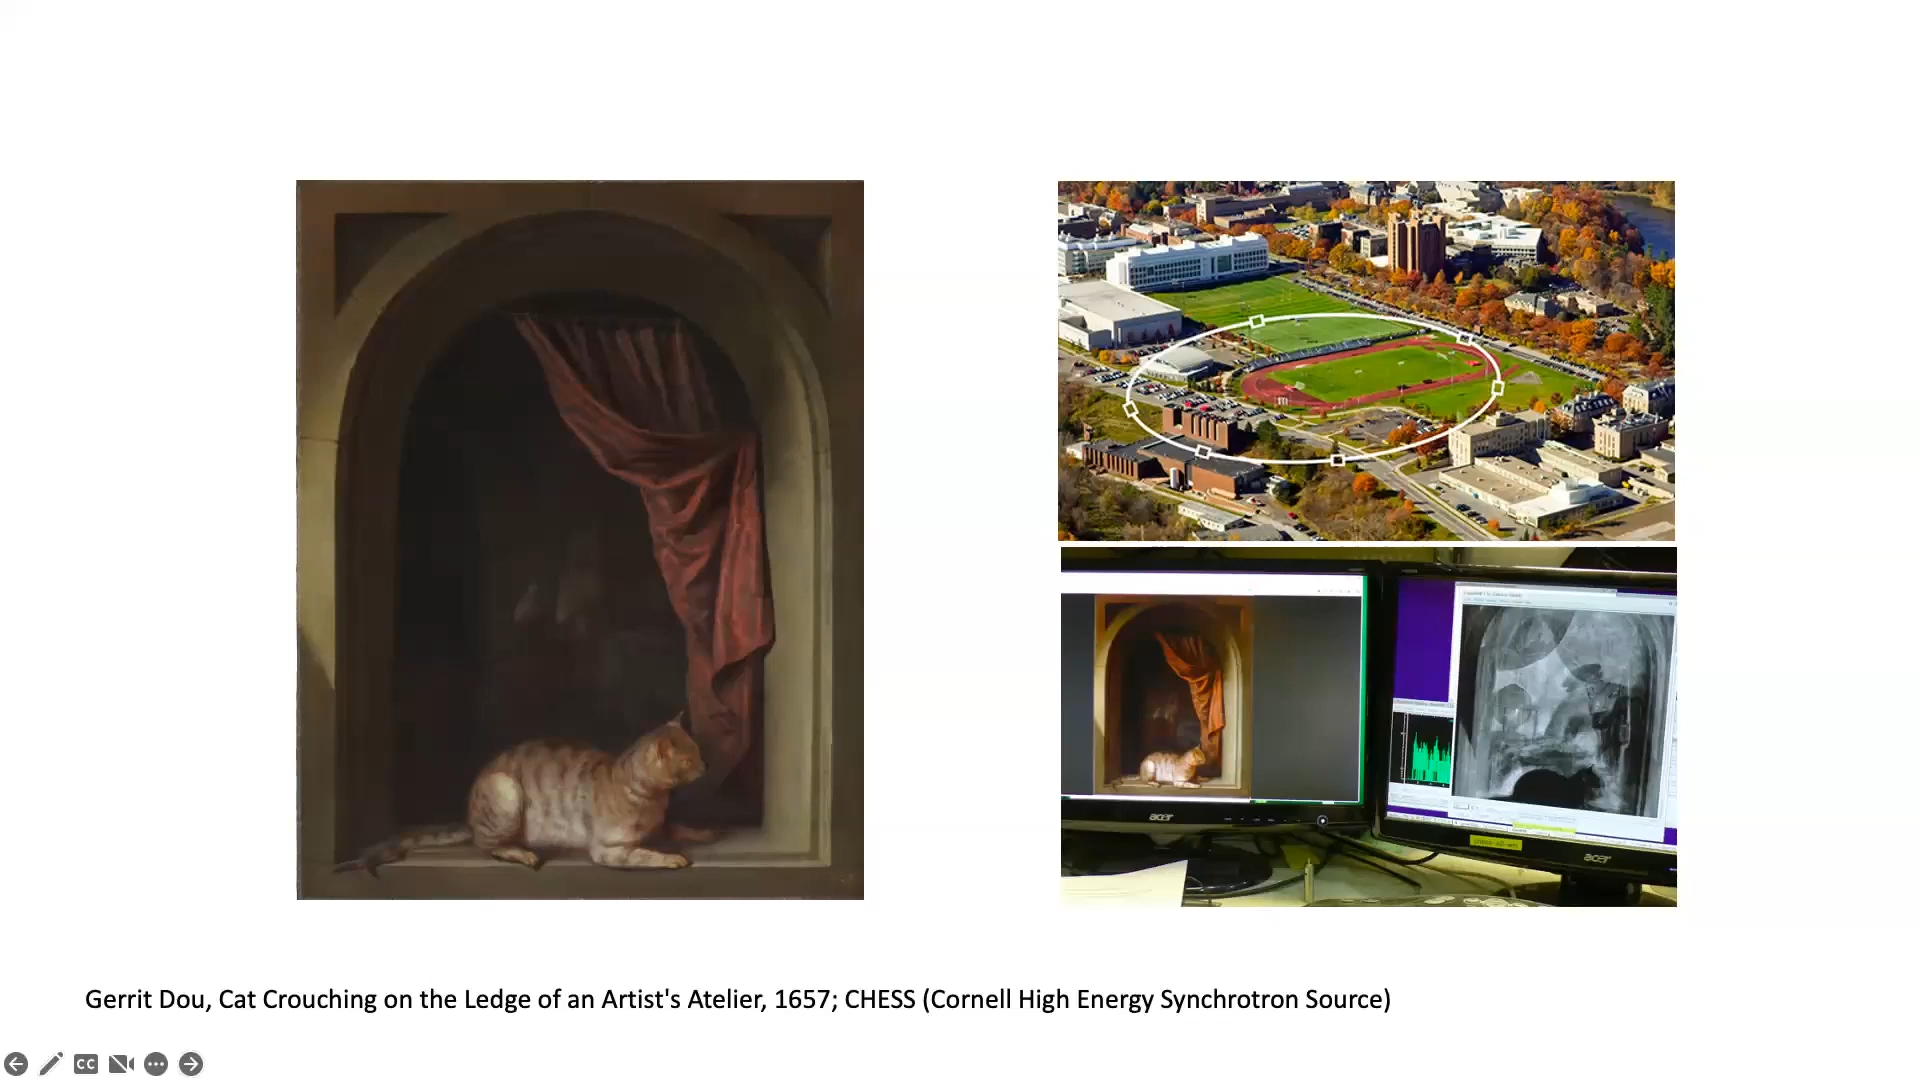 acer
acer
Gerrit Dou, Cat Crouching on the Ledge of an Artist's Atelier, 1657; CHESS (Cornell High Energy Synchrotron Source)
CC